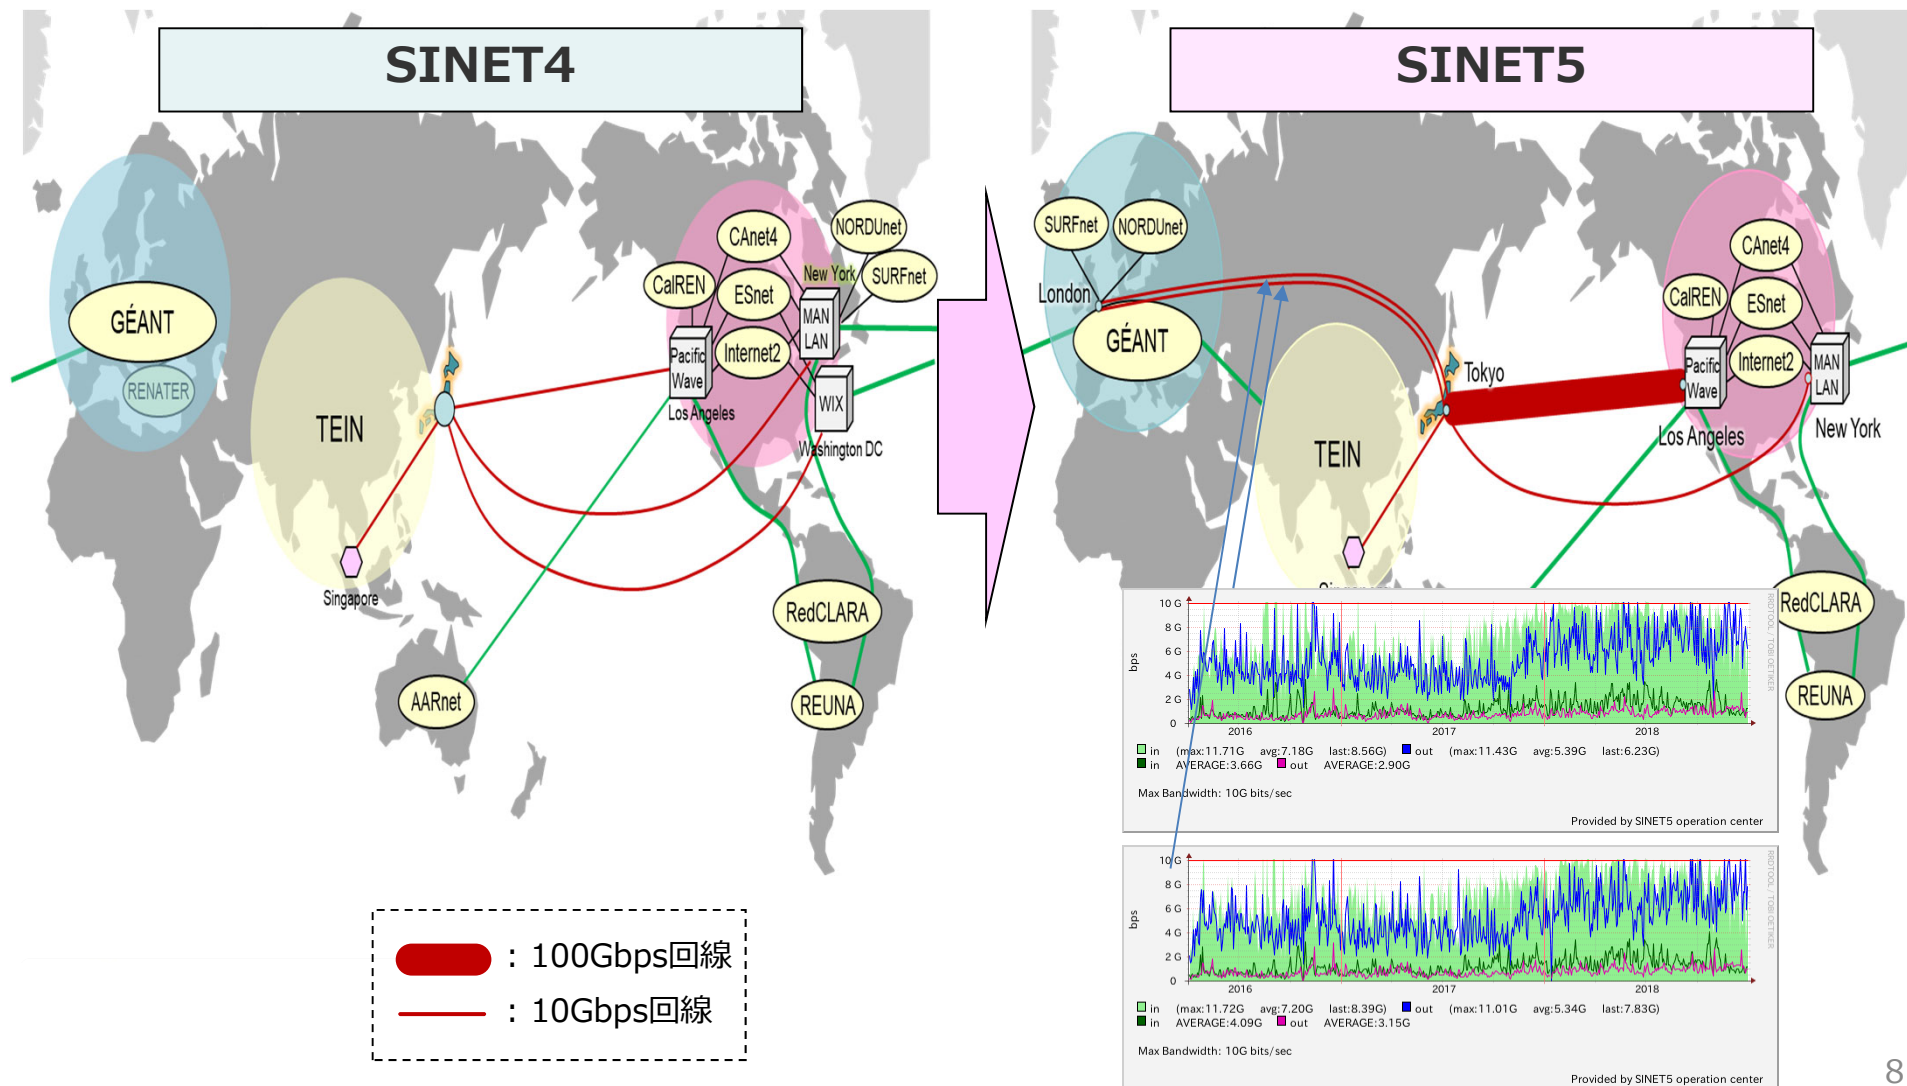 SINET4
SINET5
NORDUnet
CAnet4
New York
SURFnet
CalREN
ESnet
MAN
LAN
GÉANT
Internet2
Pacific
Wave
RENATER
WIX
Los Angeles
TEIN
Washington DC
Singapore
RedCLARA
AARnet
REUNA
SURFnet
NORDUnet
CAnet4
London
CalREN
ESnet
GÉANT
Internet2
MAN
LAN
Pacific
Wave
Tokyo
Los Angeles
New York
TEIN
RedCLARA
REUNA
10 G
8 G
6 G
4 G
2 G
0
bps
2016
2017
2018
RRDTOOL / TOBI OETIKER
in (max:11.71G avg:7.18G last:8.56G) out (max:11.43G avg:5.39G last:6.23G)
in AVERAGE:3.66G out AVERAGE:2.90G
Max Bandwidth: 10G bits/sec
Provided by SINET5 operation center
10 G
8 G
6 G
4 G
2 G
0
bps
2016
2017
2018
RRDTOOL / TOBI OETIKER
in (max:11.72G avg:7.20G last:8.39G) out (max:11.01G avg:5.34G last:7.83G)
in AVERAGE:4.09G out AVERAGE:3.15G
Max Bandwidth: 10G bits/sec
Provided by SINET5 operation center
: 100Gbps回線
: 10Gbps回線
8